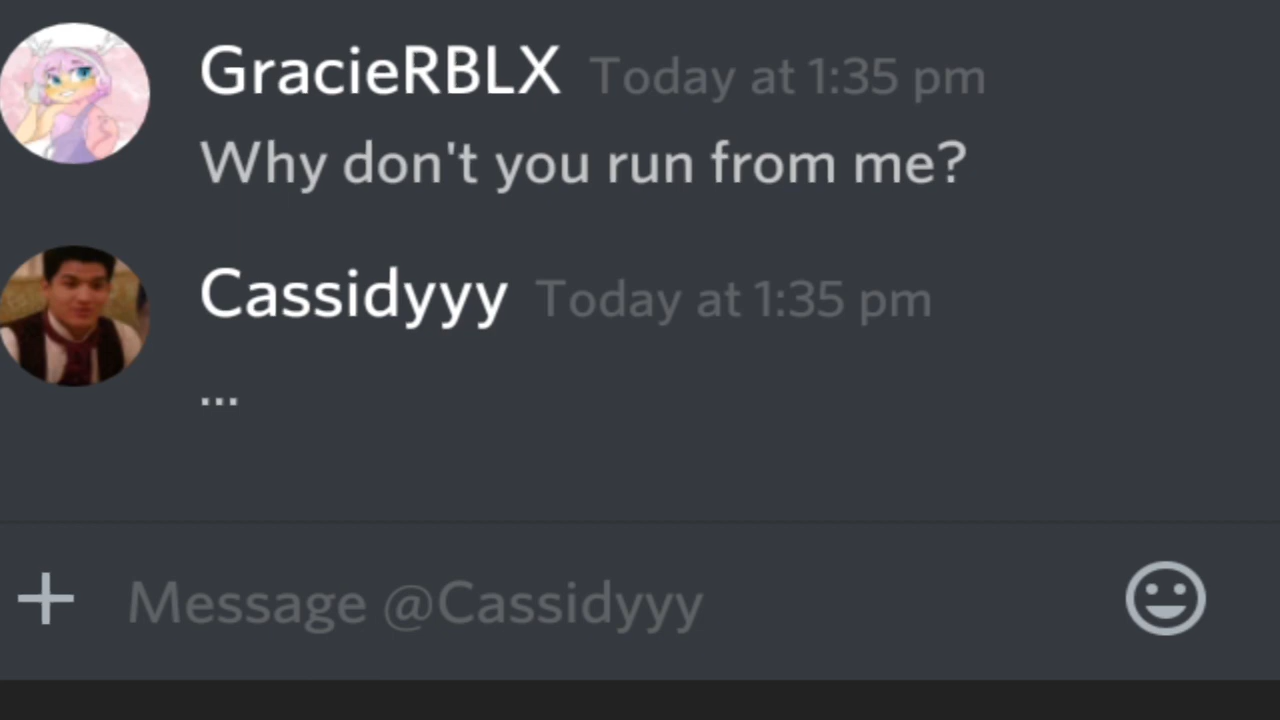 GracieRBLX Today at 1:35 pm
Why don't you run from me?
Cassidyyy Today at 1:35 pm
...
Message @Cassidyyy